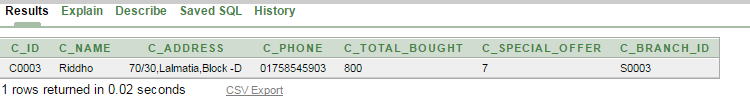 Results Explain Describe Saved SQL History
C_ID C_NAME C_ADDRESS C_PHONE C_TOTAL_BOUGHT C_SPECIAL_OFFER C_BRANCH_ID
C0003 Riddho 70/30,Lalmatia,Block -D 01758545903 800 7 S0003
1 rows returned in 0.02 seconds CSV Export